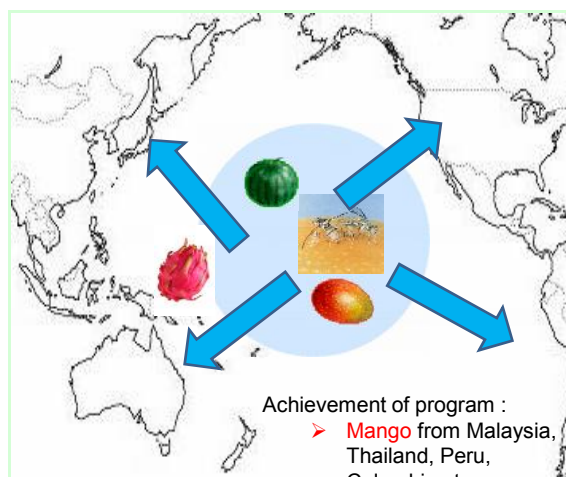 Achievement of program :
➢ Mango from Malaysia,
Thailand, Peru,